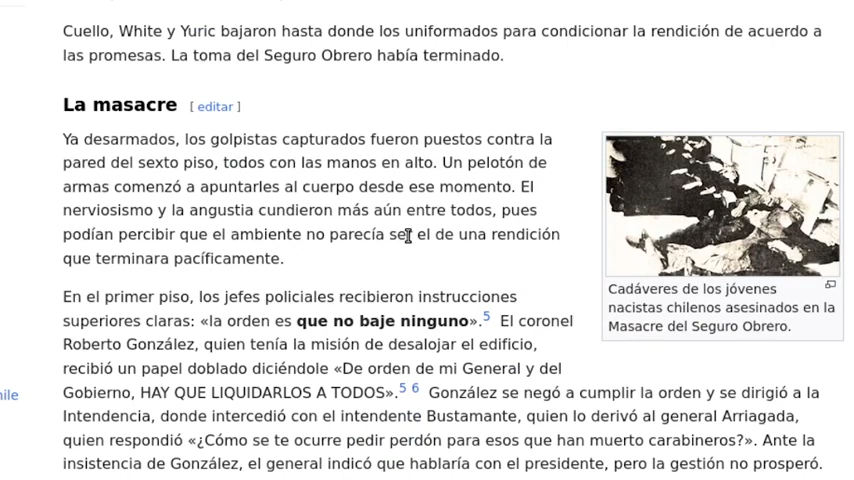 Cuello, White y Yuric bajaron hasta donde los uniformados para condicionar la rendición de acuerdo a
las promesas. La toma del Seguro Obrero había terminado.
La masacre [ editar ]
Ya desarmados, los golpistas capturados fueron puestos contra la
pared del sexto piso, todos con las manos en alto. Un pelotón de
armas comenzó a apuntarles al cuerpo desde ese momento. El
nerviosismo y la angustia cundieron más aún entre todos, pues
podían percibir que el ambiente no parecía ser el de una rendición
que terminara pacíficamente.
Cadáveres de los jóvenes
nacistas chilenos asesinados en la
Masacre del Seguro Obrero.
En el primer piso, los jefes policiales recibieron instrucciones
superiores claras: «la orden es que no baje ninguno».5 El coronel
Roberto González, quien tenía la misión de desalojar el edificio,
recibió un papel doblado diciéndole «De orden de mi General y del
Gobierno, HAY QUE LIQUIDARLOS A TODOS».5 6 González se negó a cumplir la orden y se dirigió a la
Intendencia, donde intercedió con el intendente Bustamante, quien lo derivó al general Arriagada,
quien respondió «¿Cómo se te ocurre pedir perdón para esos que han muerto carabineros?». Ante la
insistencia de González, el general indicó que hablaría con el presidente, pero la gestión no prosperó.